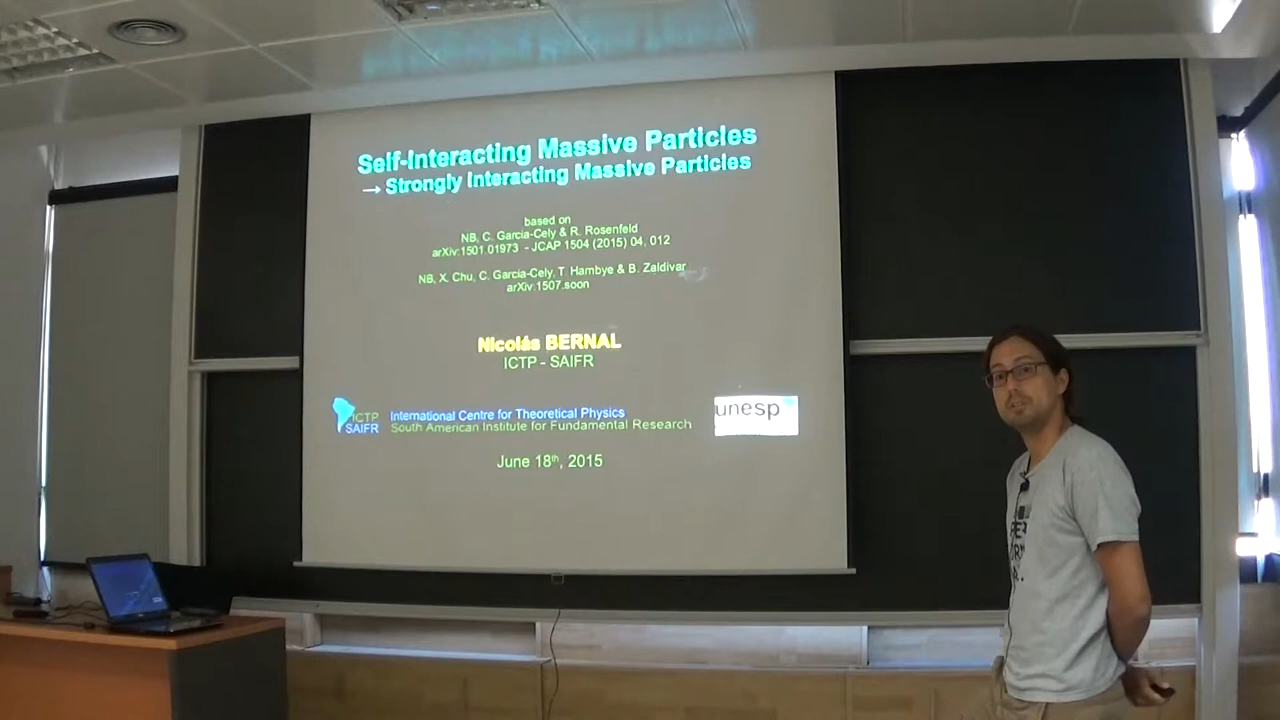 Self-Interacting Massive Particles
→ Strongly Interacting Massive Particles
based on
NB, C. Garcia-Cely & R. Rosenfeld
arXiv:1501.01973 - JCAP 1504 (2015) 04, 012
NB, X. Chu, C. Garcia-Cely, T. Hambye & B. Zaldivar
arXiv:1507.soon
Nicolás BERNAL
ICTP - SAIFR
ICTP
SAIFR
International Centre for Theoretical Physics
South American Institute for Fundamental Research
unesp
June 18th, 2015